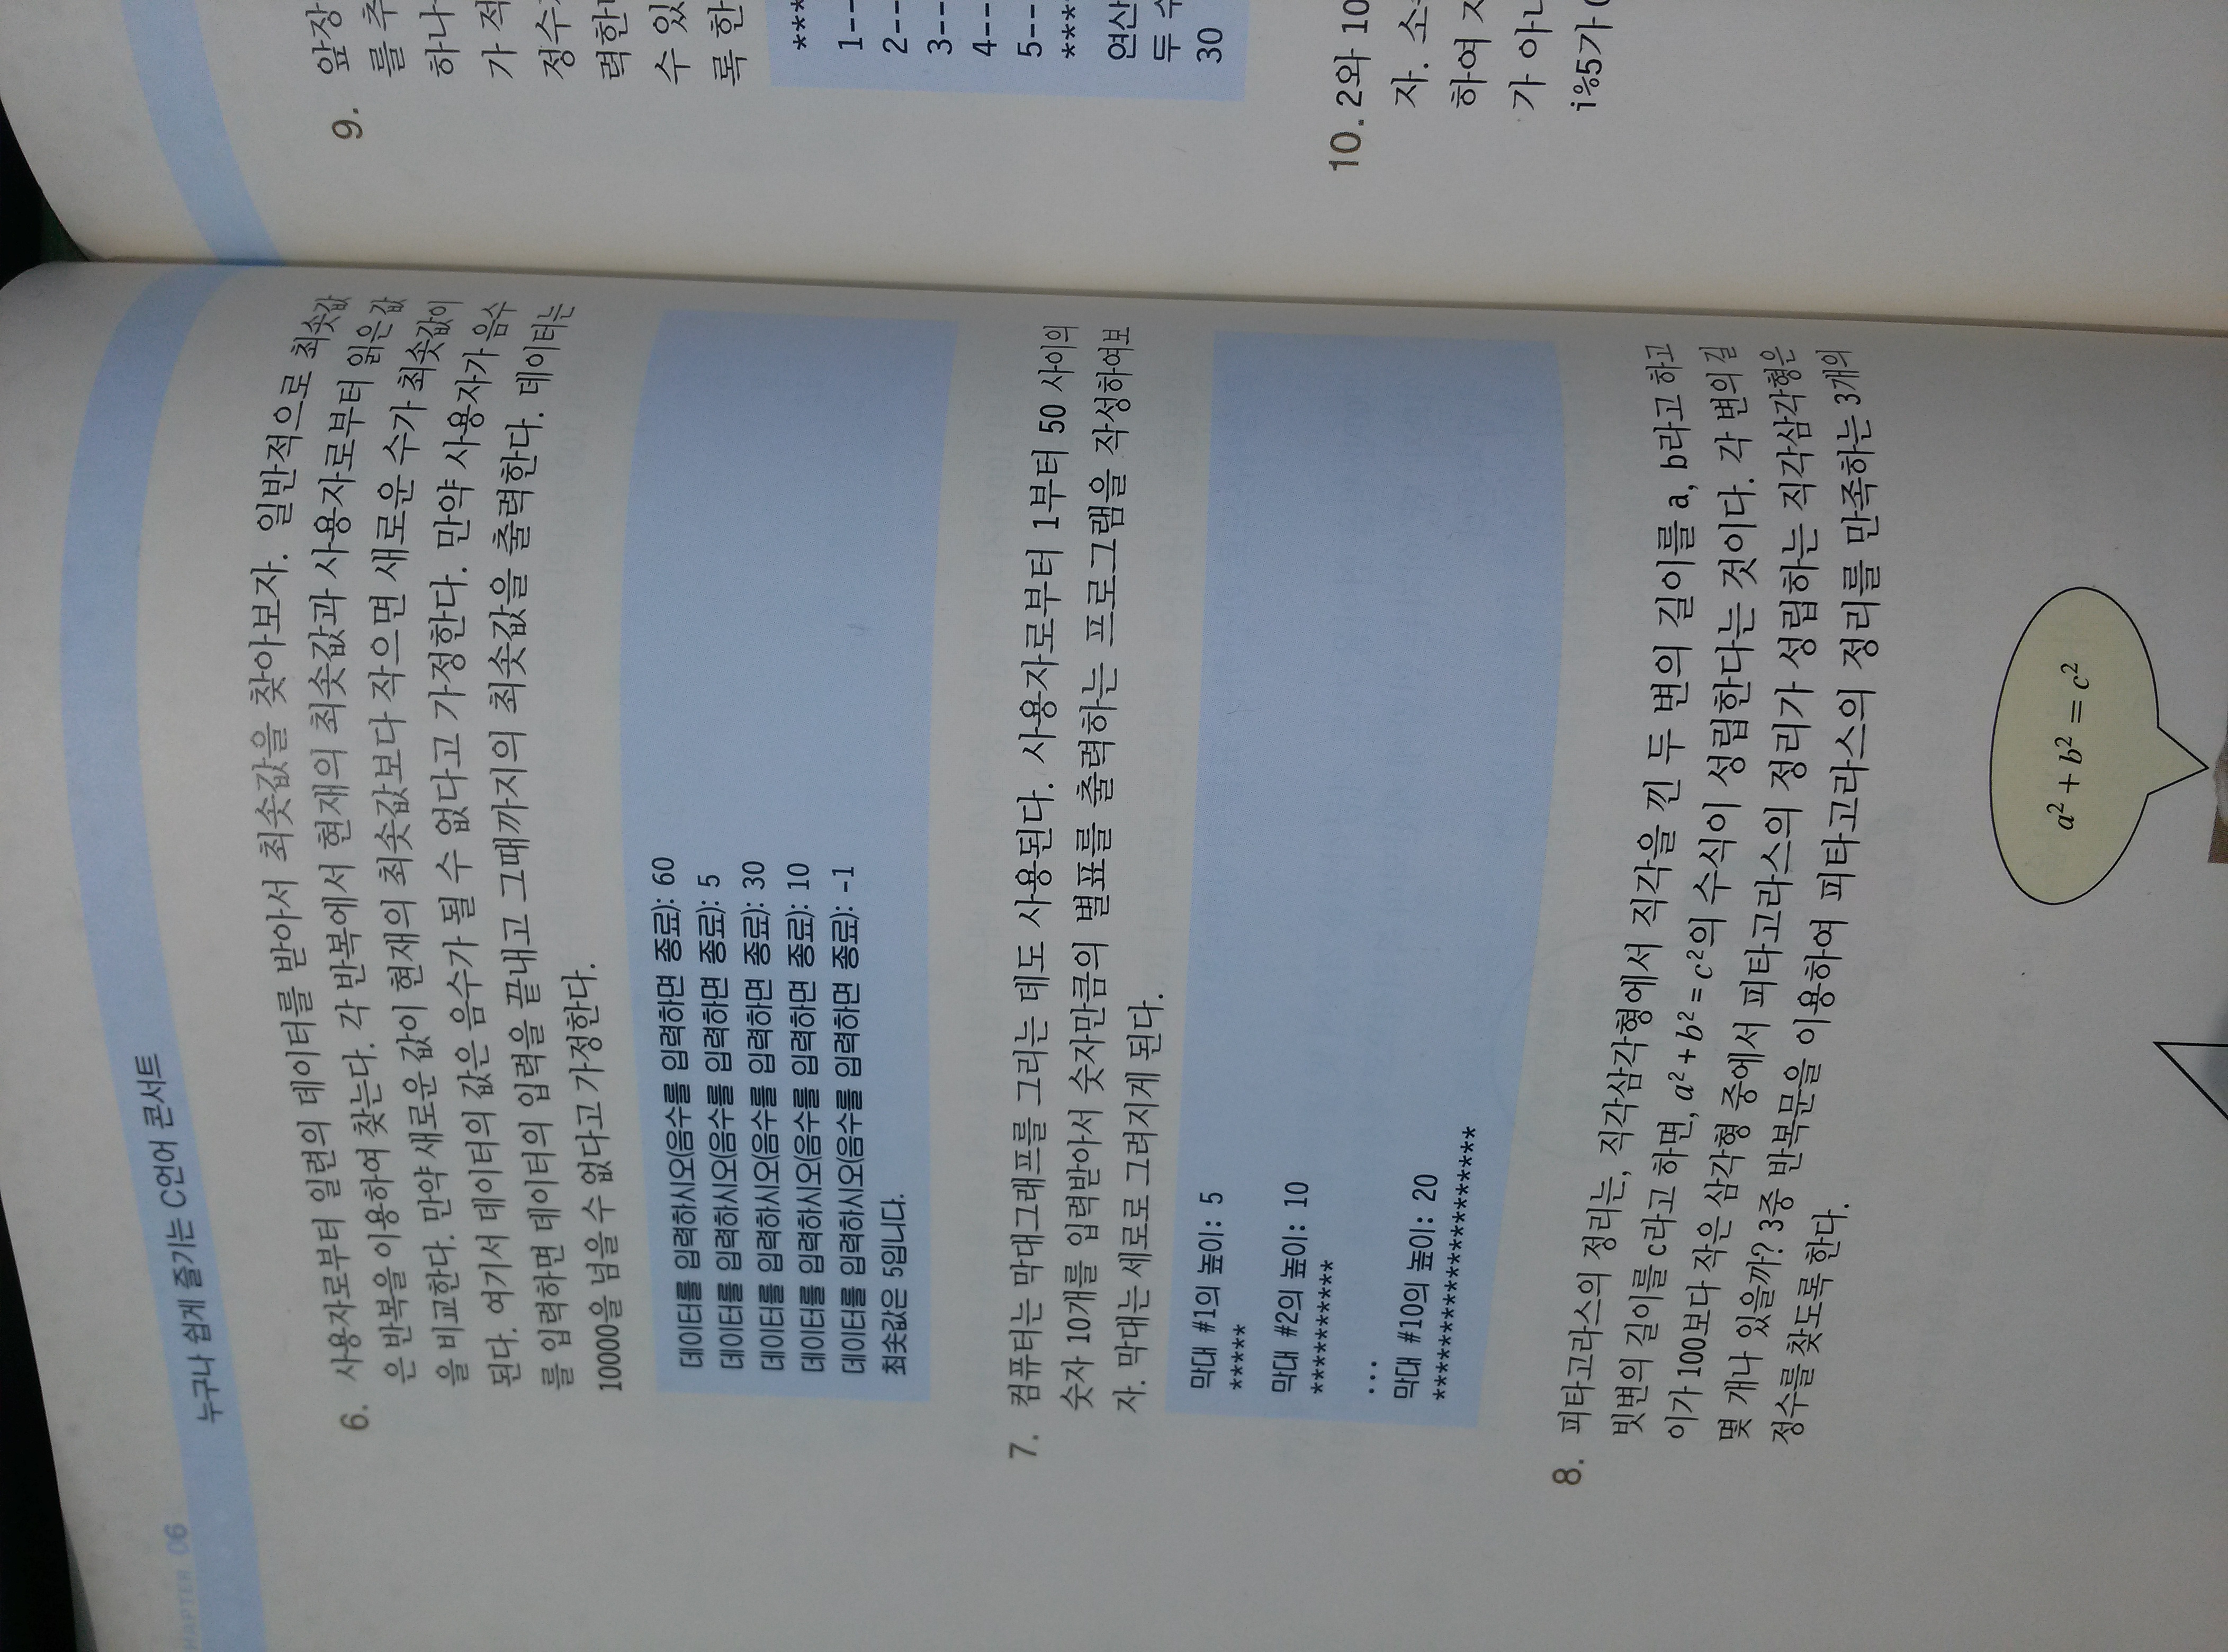 CHAPTER 06
누구나 쉽게 즐기는 C언어 콘서트
6. 사용자로부터 일련의 데이터를 받아서 최솟값을 찾아보자. 일반적으로 최솟값
은 반복을 이용하여 찾는다. 각 반복에서 현재의 최솟값과 사용자로부터 읽은 값
을 비교한다. 만약 새로운 값이 현재의 최솟값보다 작으면 새로운 수가 최솟값이
된다. 여기서 데이터의 값은 음수가 될 수 없다고 가정한다. 만약 사용자가 음수
를 입력하면 데이터의 입력을 끝내고 그때까지의 최솟값을 출력한다. 데이터는
10000을 넘을 수 없다고 가정한다.
데이터를 입력하시오(음수를 입력하면 종료): 60
데이터를 입력하시오(음수를 입력하면 종료): 5
데이터를 입력하시오(음수를 입력하면 종료): 30
데이터를 입력하시오(음수를 입력하면 종료): 10
데이터를 입력하시오(음수를 입력하면 종료): -1
최솟값은 5입니다.
7. 컴퓨터는 막대그래프를 그리는 데도 사용된다. 사용자로부터 1부터 50 사이의
숫자 10개를 입력받아서 숫자만큼의 별표를 출력하는 프로그램을 작성하여보
자. 막대는 세로로 그려지게 된다.
막대 #1의 높이: 5
*****
막대 #2의 높이: 10
**********
...
막대 #10의 높이: 20
********************
8. 피타고라스의 정리는, 직각삼각형에서 직각을 낀 두 변의 길이를 a, b라고 하고
빗변의 길이를 c라고 하면, a² + b² = c²의 수식이 성립한다는 것이다. 각 변의 길
이가 100보다 작은 삼각형 중에서 피타고라스의 정리가 성립하는 직각삼각형은
몇 개나 있을까? 3중 반복문을 이용하여 피타고라스의 정리를 만족하는 3개의
정수를 찾도록 한다.
a² + b² = c²
9. 앞장
를 추
하나
가 적
정수
력한
수 있
록 한
***
1--
2--
3--
4--
5--
****
연산
두 수
30
10. 2와 10
자. 소
하여
가 아니
i%5가